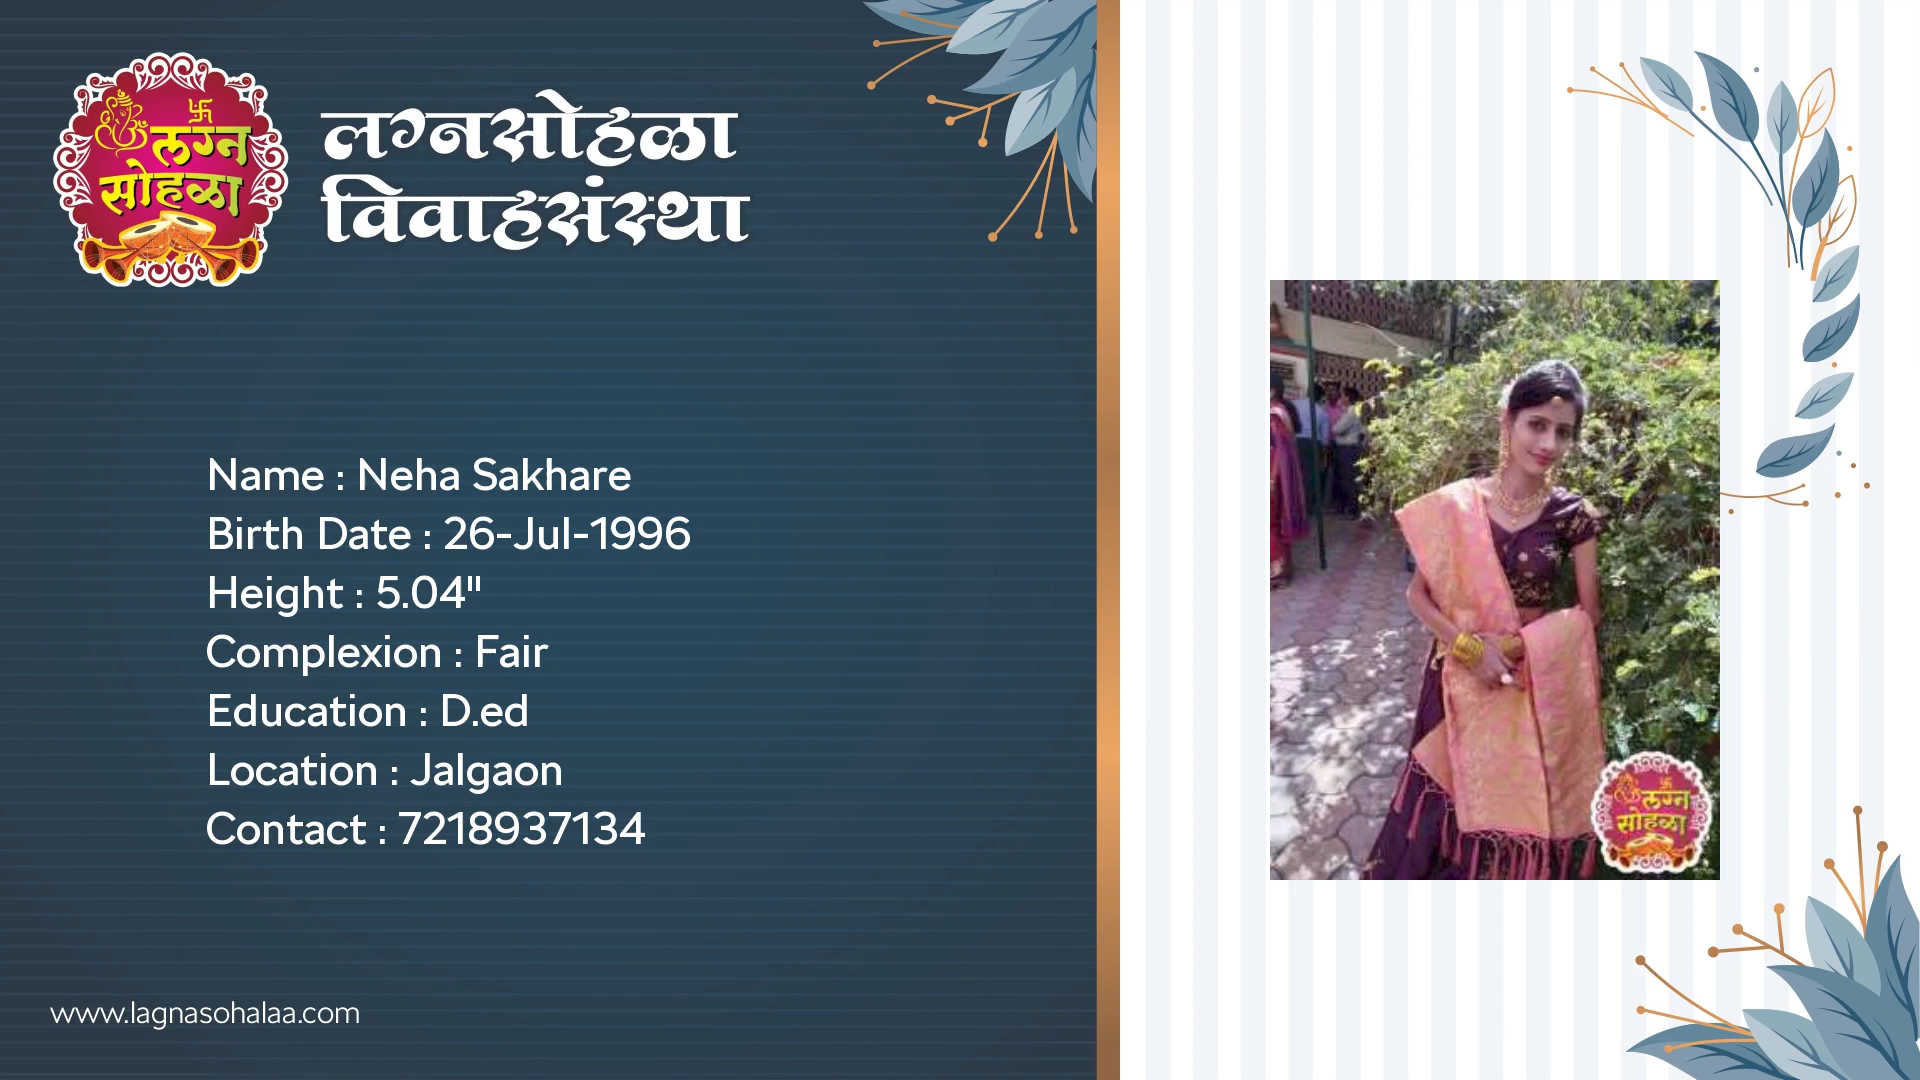 लग्न
सोहळा
लग्नसोहळा
विवाहसंस्था
Name : Neha Sakhare
Birth Date : 26-Jul-1996
Height : 5.04"
Complexion : Fair
Education : D.ed
Location : Jalgaon
Contact : 7218937134
www.lagnasohalaa.com
लग्न
सोहळा